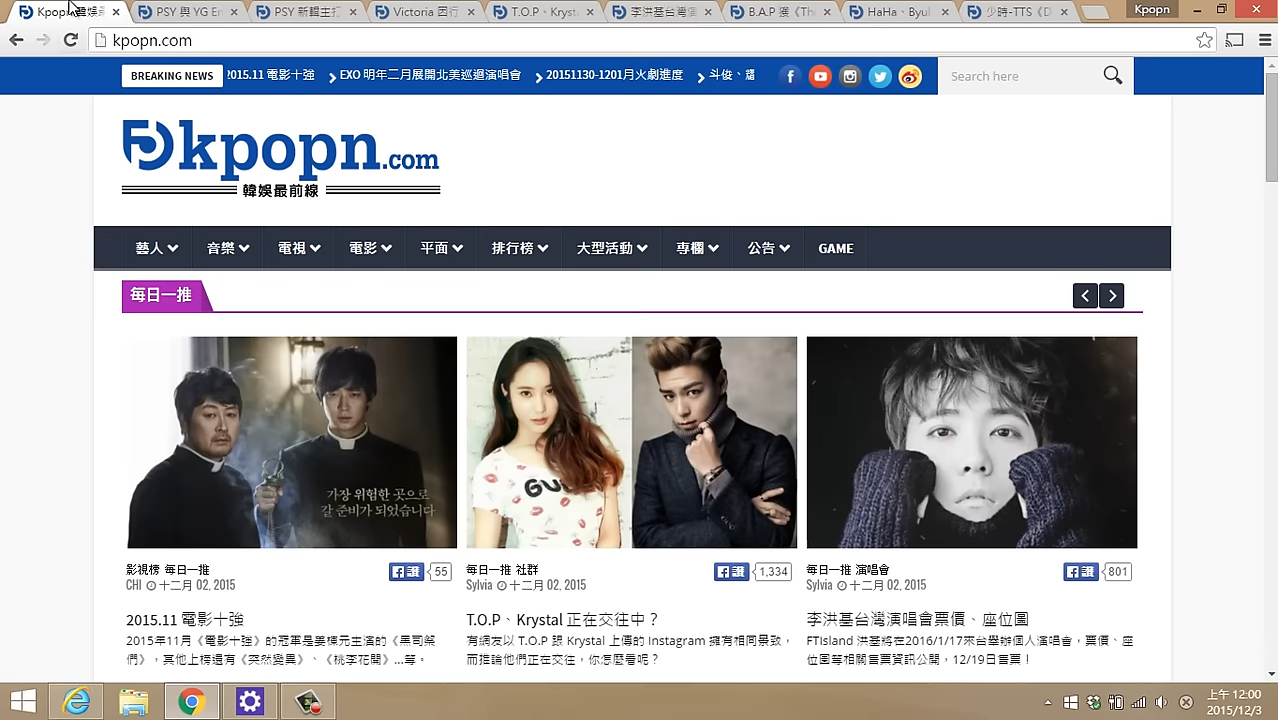 Kpopn 韓娛
PSY 與 YG En
PSY 新輯主打
Victoria 因行
T.O.P、Kryst
李洪基台灣演
B.A.P 獲《The
HaHa、Byul
少時-TTS《D
Kpopn
kpopn.com
BREAKING NEWS
2015.11 電影十強
EXO 明年二月展開北美巡迴演唱會
20151130-1201月火劇進度
斗俊、
Search here
kpopn.com
韓娛最前線
藝人
音樂
電視
電影
平面
排行榜
大型活動
專欄
公告
GAME
每日一推
가장 위험한 곳으로
갈 준비가 되었습니다
GU
影視榜 每日一推
CHI 十二月 02, 2015
讚 55
2015.11 電影十強
2015年11月《電影十強》的冠軍是姜棟元主演的《黑司祭
們》，其他上榜還有《突然變異》、《桃李花開》...等。
每日一推 社群
Sylvia 十二月 02, 2015
讚 1,334
T.O.P、Krystal 正在交往中？
有網友以 T.O.P 跟 Krystal 上傳的 Instagram 擁有相同景致，
而推論他們正在交往，你怎麼看呢？
每日一推 演唱會
Sylvia 十二月 02, 2015
讚 801
李洪基台灣演唱會票價、座位圖
FTIsland 洪基將在2016/1/17來台舉辦個人演唱會，票價、座
位圖等相關售票資訊公開，12/19日售票！
上午 12:00
2015/12/3